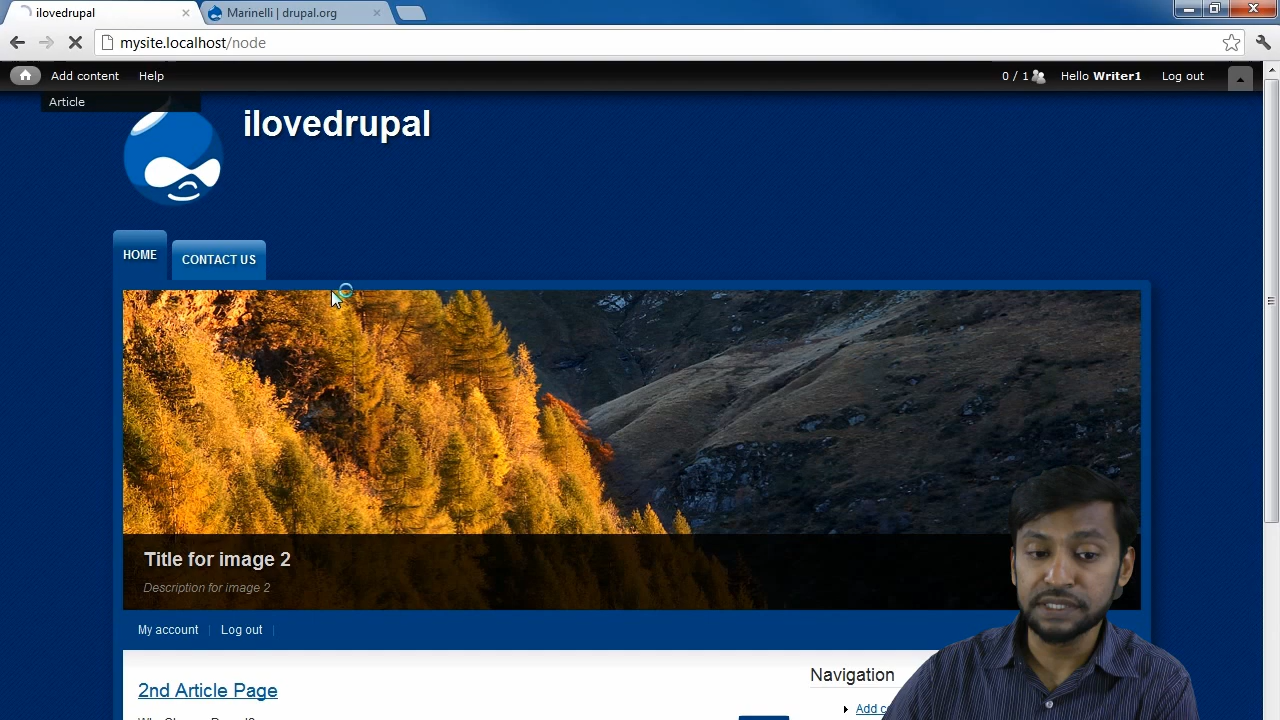 ilovedrupal
Marinelli | drupal.org
mysite.localhost/node
Add content Help
0 / 1 Hello Writer1 Log out
Article
ilovedrupal
HOME
CONTACT US
Title for image 2
Description for image 2
My account Log out
2nd Article Page
Navigation
Add